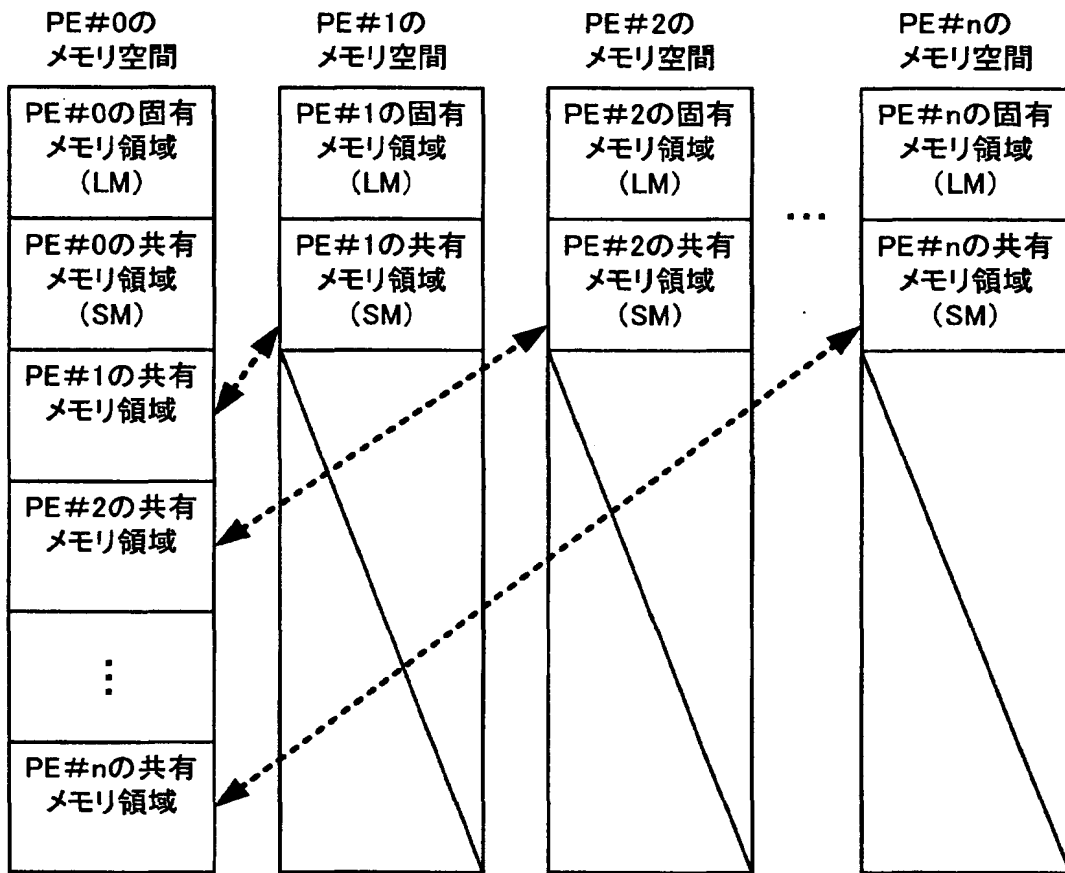 PE#0の
メモリ空間
PE#1の
メモリ空間
PE#2の
メモリ空間
PE#nの
メモリ空間
PE#0の固有
メモリ領域
(LM)
PE#1の固有
メモリ領域
(LM)
PE#2の固有
メモリ領域
(LM)
PE#nの固有
メモリ領域
(LM)
…
PE#0の共有
メモリ領域
(SM)
PE#1の共有
メモリ領域
(SM)
PE#2の共有
メモリ領域
(SM)
PE#nの共有
メモリ領域
(SM)
PE#1の共有
メモリ領域
PE#2の共有
メモリ領域
⋮
PE#nの共有
メモリ領域